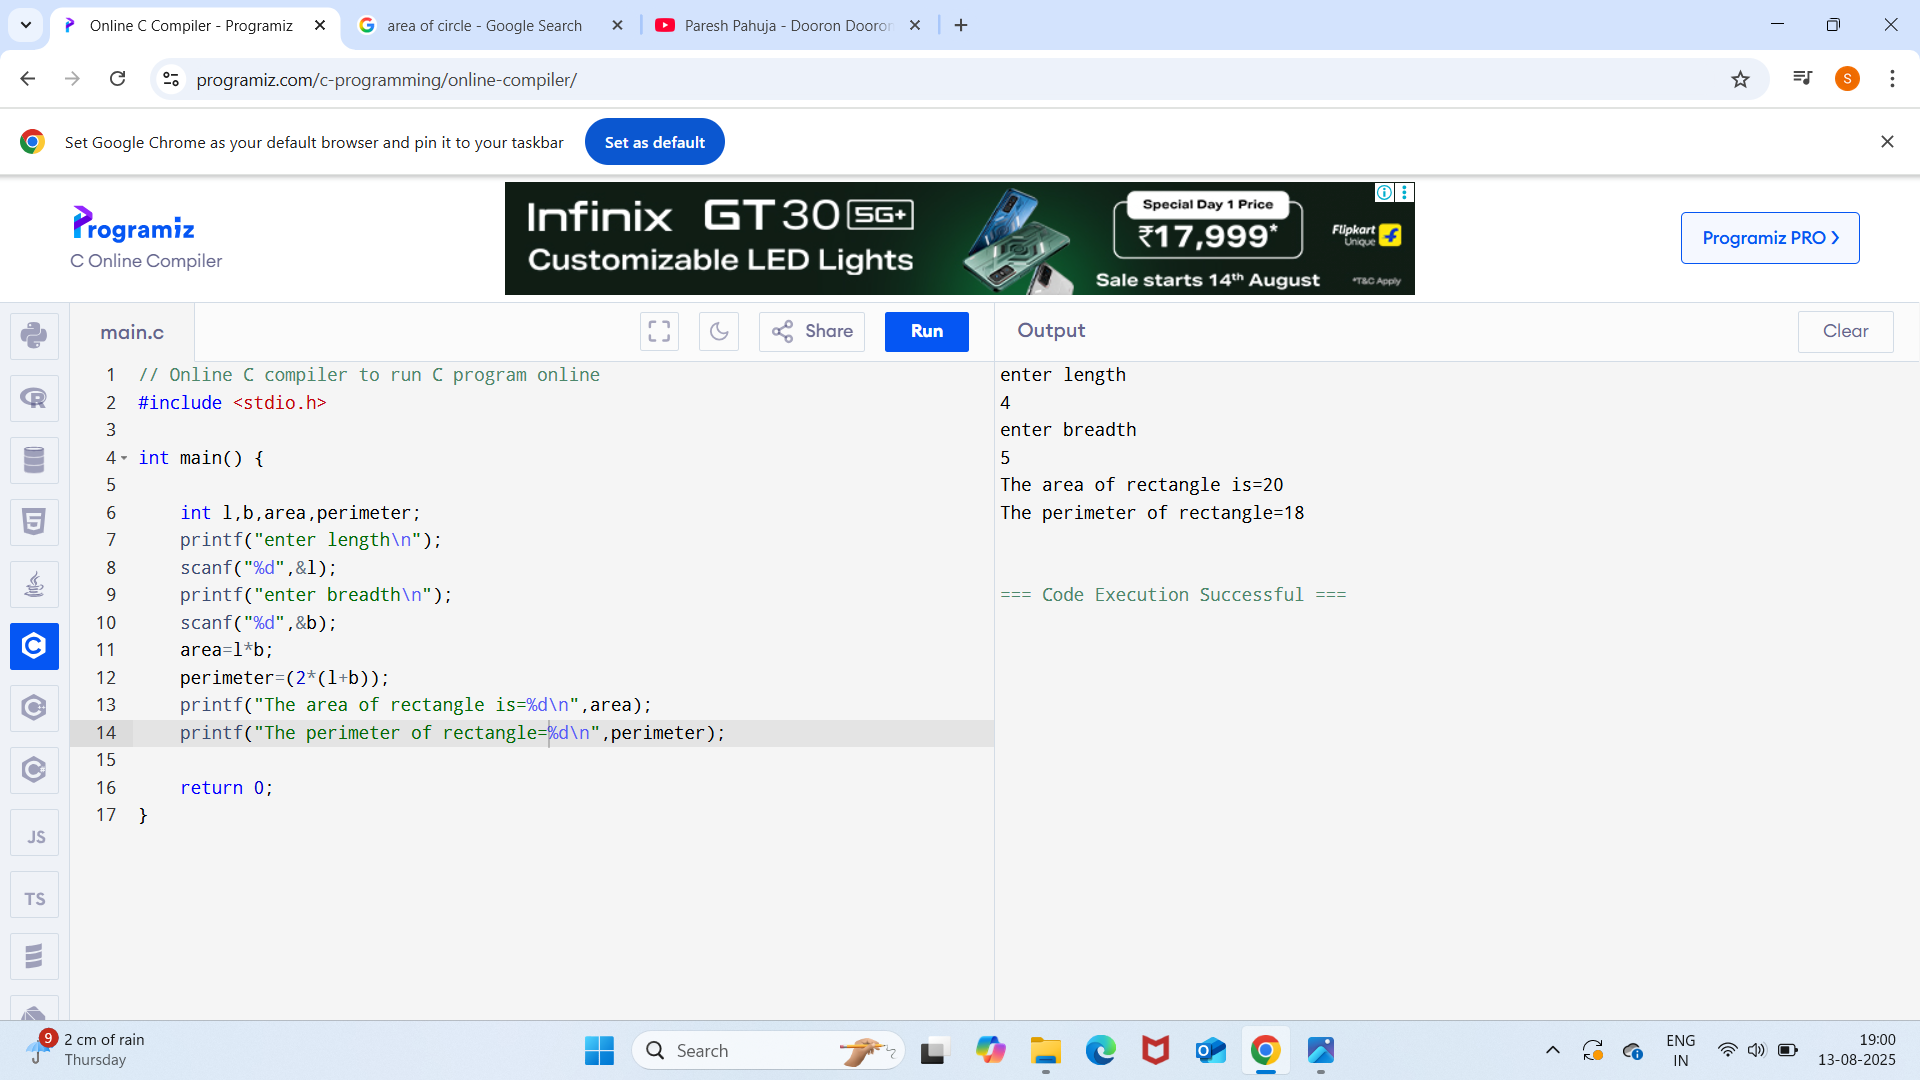 Online C Compiler - Programiz
area of circle - Google Search
Paresh Pahuja - Dooron Dooron
programiz.com/c-programming/online-compiler/
S
Set Google Chrome as your default browser and pin it to your taskbar
Set as default
Programiz
C Online Compiler
Infinix GT 30 5G+
Customizable LED Lights
Special Day 1 Price
₹17,999*
Sale starts 14th August
Flipkart
Unique
*T&C Apply
Programiz PRO
main.c
Share
Run
Output
Clear
1 // Online C compiler to run C program online
2 #include <stdio.h>
3
4 int main() {
5
6 int l,b,area,perimeter;
7 printf("enter length\n");
8 scanf("%d",&l);
9 printf("enter breadth\n");
10 scanf("%d",&b);
11 area=l*b;
12 perimeter=(2*(l+b));
13 printf("The area of rectangle is=%d\n",area);
14 printf("The perimeter of rectangle=%d\n",perimeter);
15
16 return 0;
17 }
enter length
4
enter breadth
5
The area of rectangle is=20
The perimeter of rectangle=18
=== Code Execution Successful ===
R
5
C
JS
TS
9
2 cm of rain
Thursday
Search
ENG
IN
19:00
13-08-2025